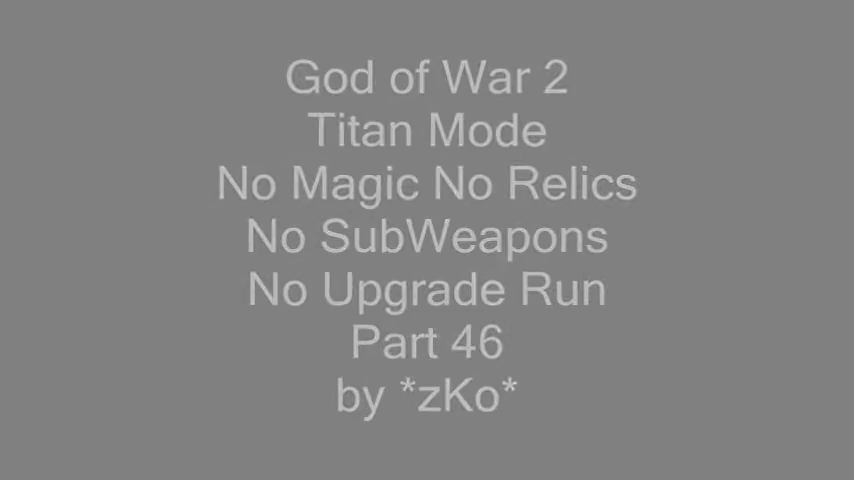 God of War 2
Titan Mode
No Magic No Relics
No SubWeapons
No Upgrade Run
Part 46
by *zKo*